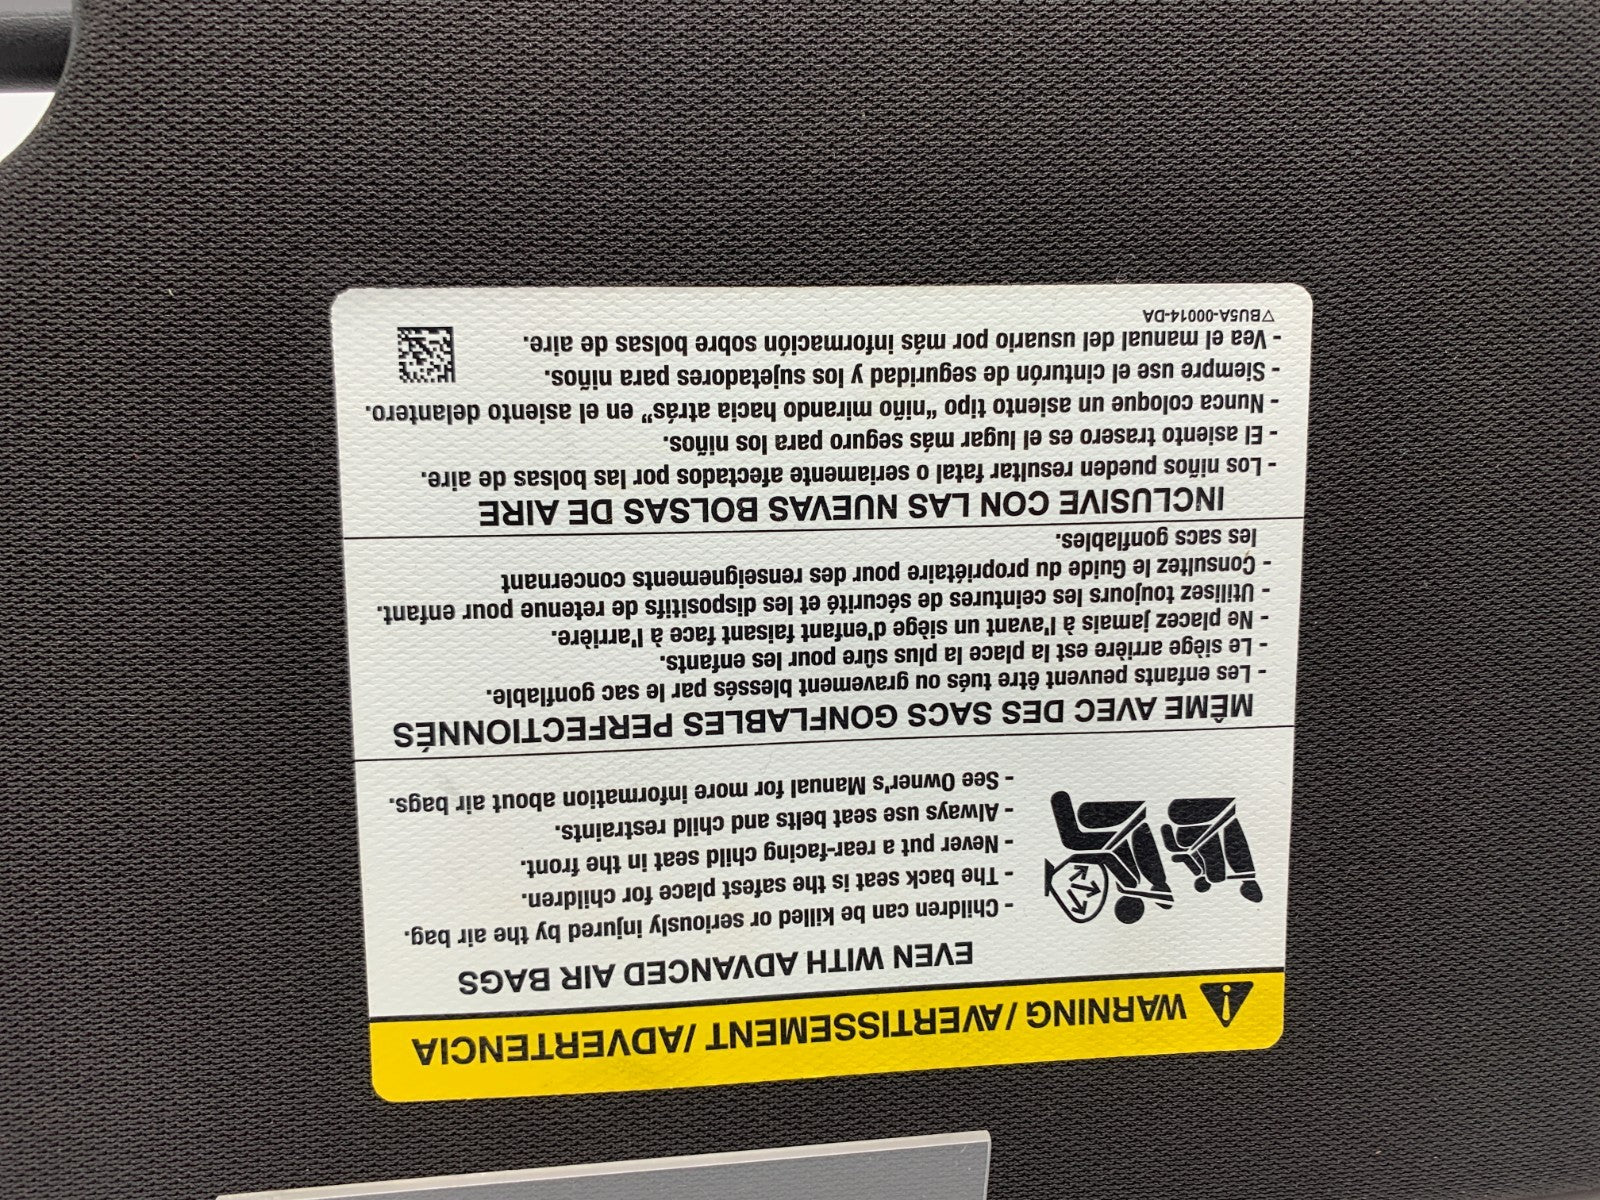 WARNING / AVERTISSEMENT / ADVERTENCIA
EVEN WITH ADVANCED AIR BAGS
- Children can be killed or seriously injured by the air bag.
- The back seat is the safest place for children.
- Never put a rear-facing child seat in the front.
- Always use seat belts and child restraints.
- See Owner's Manual for more information about air bags.
MÊME AVEC DES SACS GONFLABLES PERFECTIONNÉS
- Les enfants peuvent être tués ou gravement blessés par le sac gonflable.
- Le siège arrière est la place la plus sûre pour les enfants.
- Ne placez jamais à l'avant un siège d'enfant faisant face à l'arrière.
- Utilisez toujours les ceintures de sécurité et les dispositifs de retenue pour enfant.
- Consultez le Guide du propriétaire pour des renseignements concernant
les sacs gonflables.
INCLUSIVE CON LAS NUEVAS BOLSAS DE AIRE
- Los niños pueden resultar fatal o seriamente afectados por las bolsas de aire.
- El asiento trasero es el lugar más seguro para los niños.
- Nunca coloque un asiento tipo "niño mirando hacia atrás" en el asiento delantero.
- Siempre use el cinturón de seguridad y los sujetadores para niños.
- Vea el manual del usuario por más información sobre bolsas de aire.
BU5A-00014-DA